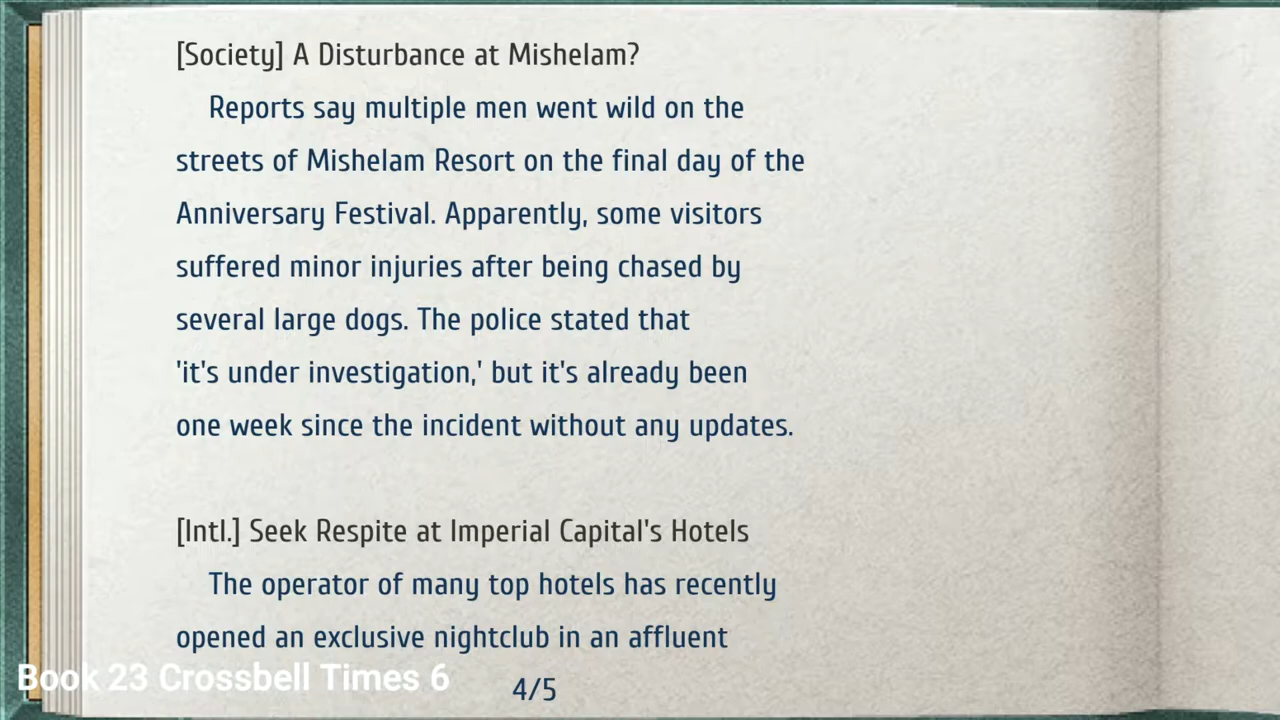 [Society] A Disturbance at Mishelam?
Reports say multiple men went wild on the
streets of Mishelam Resort on the final day of the
Anniversary Festival. Apparently, some visitors
suffered minor injuries after being chased by
several large dogs. The police stated that
'it's under investigation,' but it's already been
one week since the incident without any updates.
[Intl.] Seek Respite at Imperial Capital's Hotels
The operator of many top hotels has recently
opened an exclusive nightclub in an affluent
Book 23 Crossbell Times 6
4/5